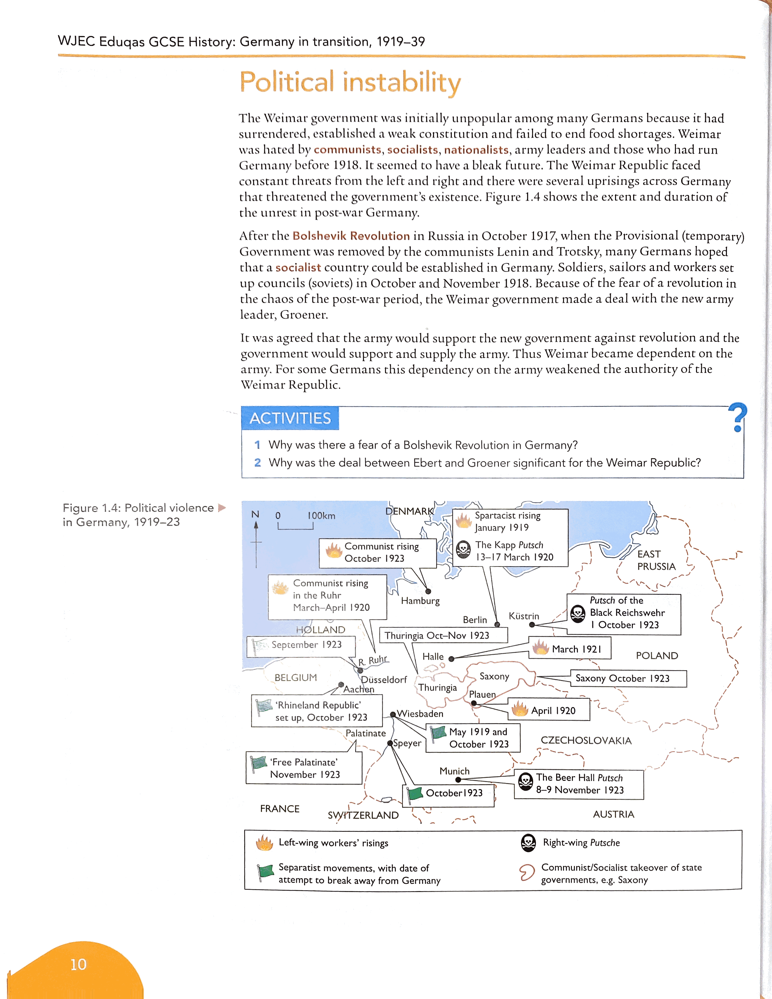 WJEC Eduqas GCSE History: Germany in transition, 1919–39
Political instability
The Weimar government was initially unpopular among many Germans because it had
surrendered, established a weak constitution and failed to end food shortages. Weimar
was hated by communists, socialists, nationalists, army leaders and those who had run
Germany before 1918. It seemed to have a bleak future. The Weimar Republic faced
constant threats from the left and right and there were several uprisings across Germany
that threatened the government's existence. Figure 1.4 shows the extent and duration of
the unrest in post-war Germany.
After the Bolshevik Revolution in Russia in October 1917, when the Provisional (temporary)
Government was removed by the communists Lenin and Trotsky, many Germans hoped
that a socialist country could be established in Germany. Soldiers, sailors and workers set
up councils (soviets) in October and November 1918. Because of the fear of a revolution in
the chaos of the post-war period, the Weimar government made a deal with the new army
leader, Groener.
It was agreed that the army would support the new government against revolution and the
government would support and supply the army. Thus Weimar became dependent on the
army. For some Germans this dependency on the army weakened the authority of the
Weimar Republic.
ACTIVITIES
?
1 Why was there a fear of a Bolshevik Revolution in Germany?
2 Why was the deal between Ebert and Groener significant for the Weimar Republic?
Figure 1.4: Political violence
in Germany, 1919–23
N
0 100km
DENMARK
Spartacist rising
January 1919
The Kapp Putsch
13–17 March 1920
Communist rising
October 1923
EAST
PRUSSIA
Communist rising
in the Ruhr
March–April 1920
Hamburg
Putsch of the
Black Reichswehr
1 October 1923
Berlin
Küstrin
HOLLAND
Thuringia Oct–Nov 1923
September 1923
March 1921
POLAND
Halle
R. Ruhr
BELGIUM
Düsseldorf
Saxony
Saxony October 1923
Aachen
Thuringia
Plauen
'Rhineland Republic'
set up, October 1923
April 1920
Wiesbaden
Palatinate
May 1919 and
October 1923
Speyer
CZECHOSLOVAKIA
'Free Palatinate'
November 1923
Munich
The Beer Hall Putsch
8–9 November 1923
October 1923
FRANCE
SWITZERLAND
AUSTRIA
Left-wing workers' risings
Right-wing Putsche
Separatist movements, with date of
attempt to break away from Germany
Communist/Socialist takeover of state
governments, e.g. Saxony
10